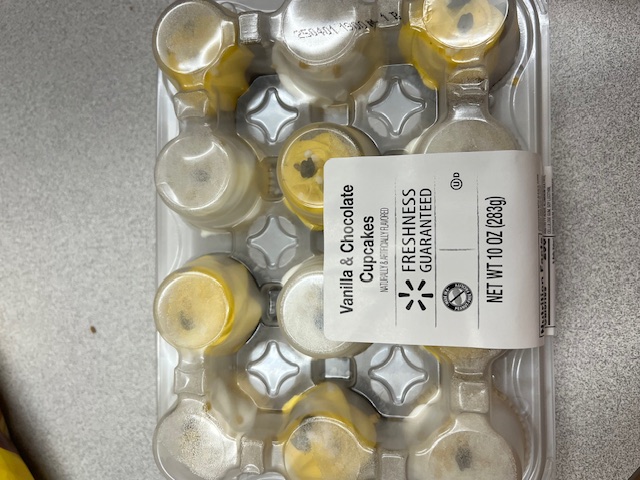 Vanilla & Chocolate
Cupcakes
NATURALLY & ARTIFICIALLY FLAVORED
FRESHNESS
GUARANTEED
U D
NET WT 10 OZ (283g)